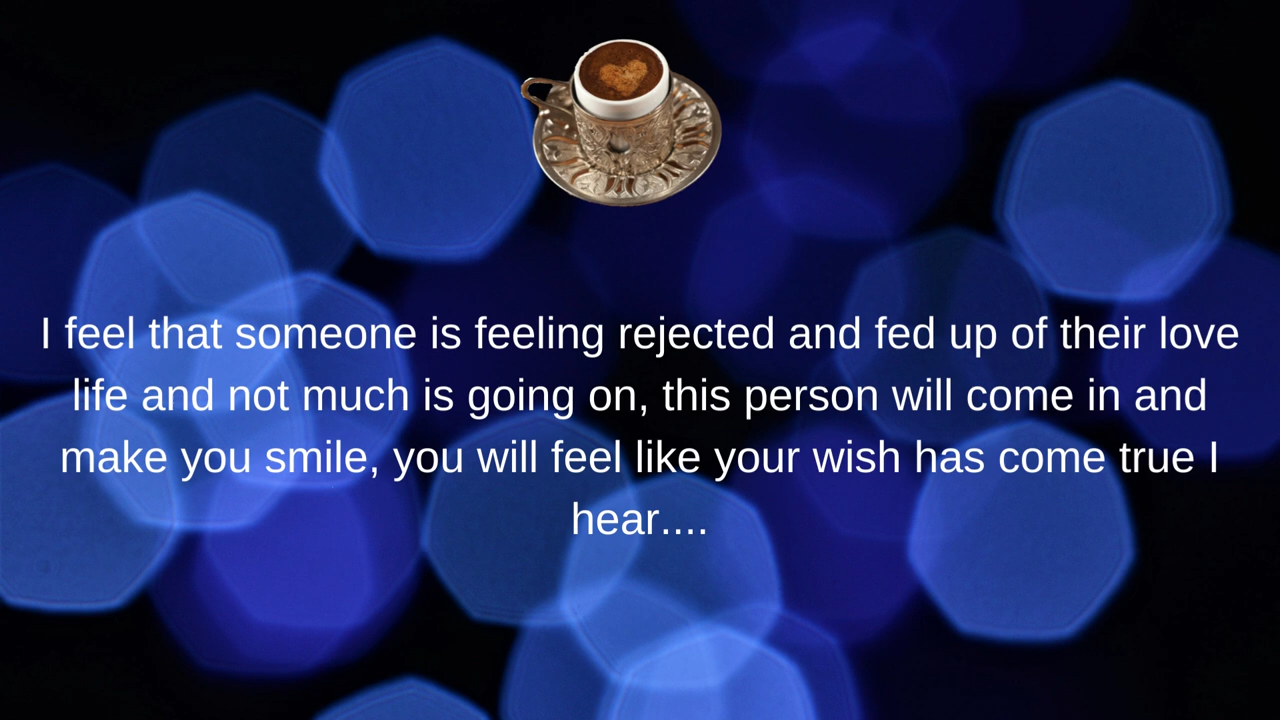 I feel that someone is feeling rejected and fed up of their love
life and not much is going on, this person will come in and
make you smile, you will feel like your wish has come true I
hear....